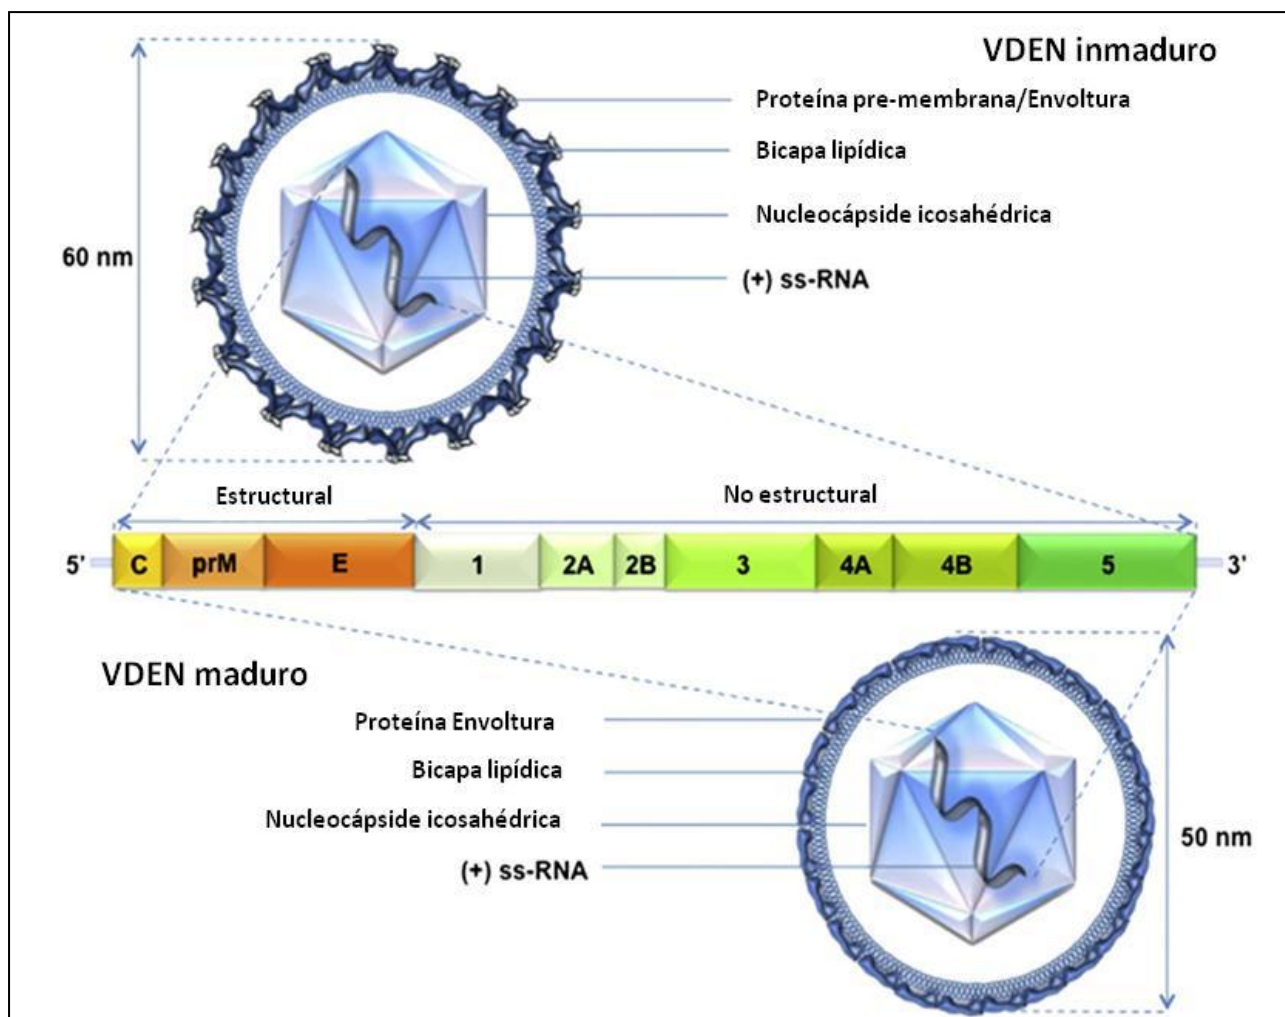 VDEN inmaduro
Proteína pre-membrana/Envoltura
Bicapa lipídica
Nucleocápside icosahédrica
60 nm
(+) ss-RNA
Estructural
No estructural
5' C prM E 1 2A 2B 3 4A 4B 5 3'
VDEN maduro
Proteína Envoltura
Bicapa lipídica
Nucleocápside icosahédrica
50 nm
(+) ss-RNA